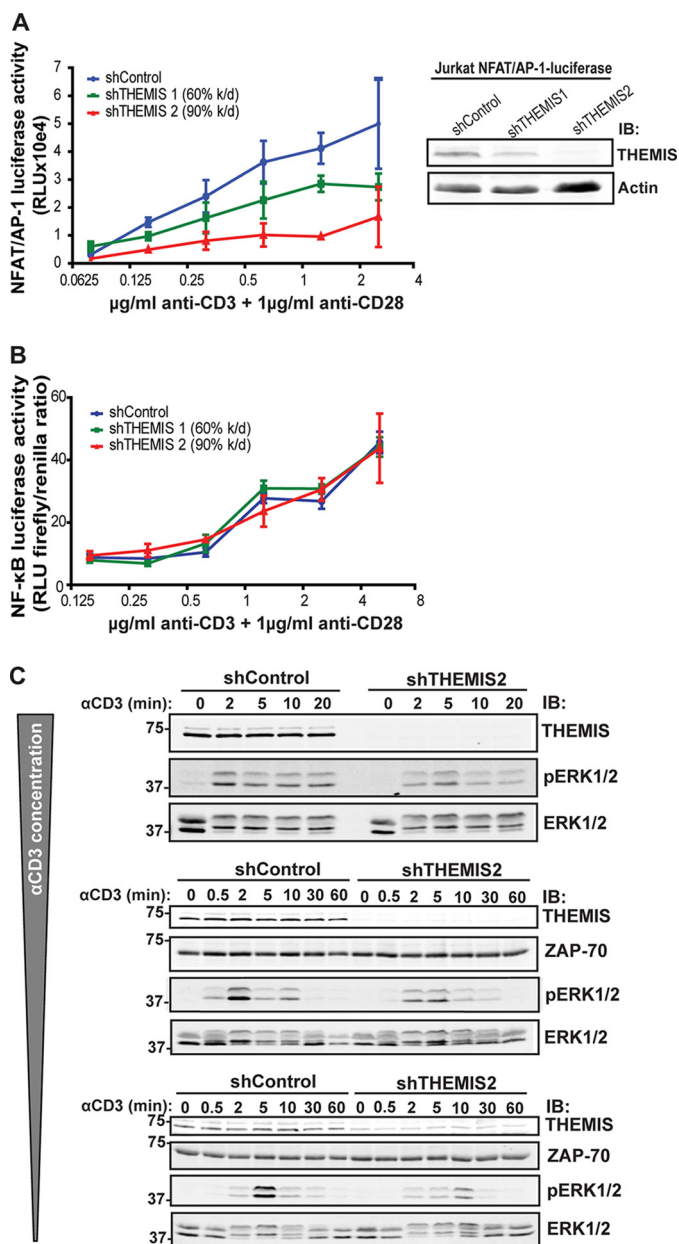 A
NFAT/AP-1 luciferase activity
(RLUx10e4)
7
6
5
4
3
2
1
0
shControl
shTHEMIS 1 (60% k/d)
shTHEMIS 2 (90% k/d)
0.0625 0.125 0.25 0.5 1 2 4
µg/ml anti-CD3 + 1µg/ml anti-CD28
Jurkat NFAT/AP-1-luciferase
shControl shTHEMIS1 shTHEMIS2
IB:
THEMIS
Actin
B
NF-κB luciferase activity
(RLU firefly/renilla ratio)
60
40
20
0
shControl
shTHEMIS 1 (60% k/d)
shTHEMIS 2 (90% k/d)
0.125 0.25 0.5 1 2 4 8
µg/ml anti-CD3 + 1µg/ml anti-CD28
C
αCD3 concentration
shControl shTHEMIS2
αCD3 (min): 0 2 5 10 20 0 2 5 10 20 IB:
75- THEMIS
37- pERK1/2
37- ERK1/2
shControl shTHEMIS2
αCD3 (min): 0 0.5 2 5 10 30 60 0 0.5 2 5 10 30 60 IB:
75- THEMIS
75- ZAP-70
37- pERK1/2
37- ERK1/2
shControl shTHEMIS2
αCD3 (min): 0 0.5 2 5 10 30 60 0 0.5 2 5 10 30 60 IB:
75- THEMIS
75- ZAP-70
37- pERK1/2
37- ERK1/2